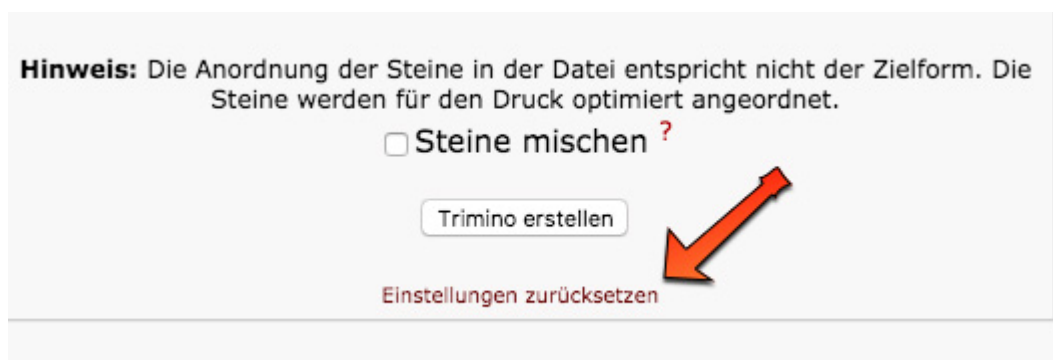 Hinweis: Die Anordnung der Steine in der Datei entspricht nicht der Zielform. Die
Steine werden für den Druck optimiert angeordnet.
Steine mischen ?
Trimino erstellen
Einstellungen zurücksetzen